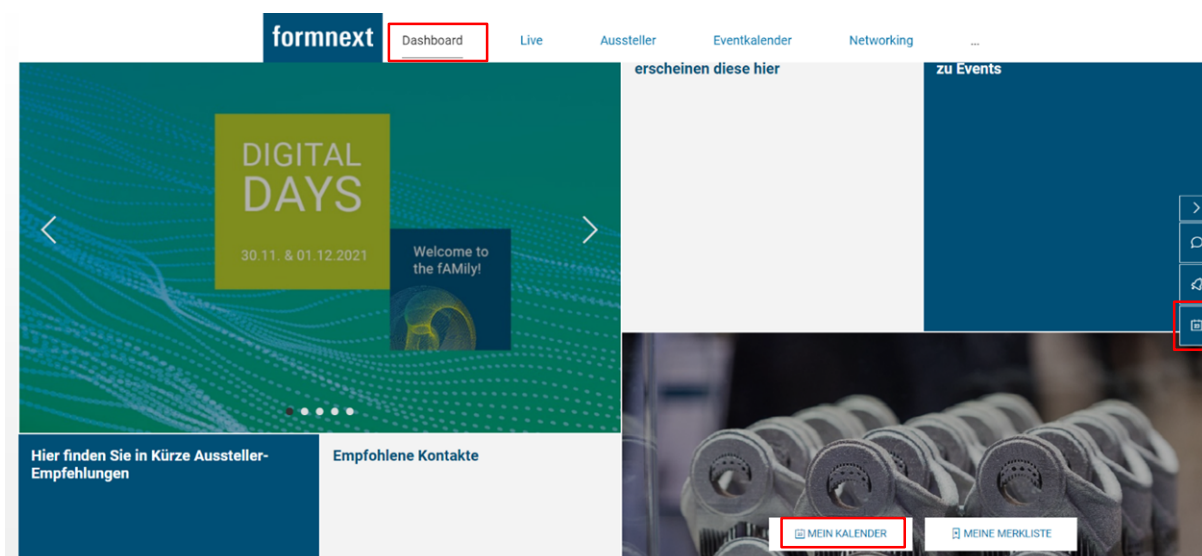 formnext
Dashboard
Live
Aussteller
Eventkalender
Networking
...
erscheinen diese hier
zu Events
DIGITAL
DAYS
30.11. & 01.12.2021
Welcome to
the fAMily!
Hier finden Sie in Kürze Aussteller-
Empfehlungen
Empfohlene Kontakte
MEIN KALENDER
MEINE MERKLISTE